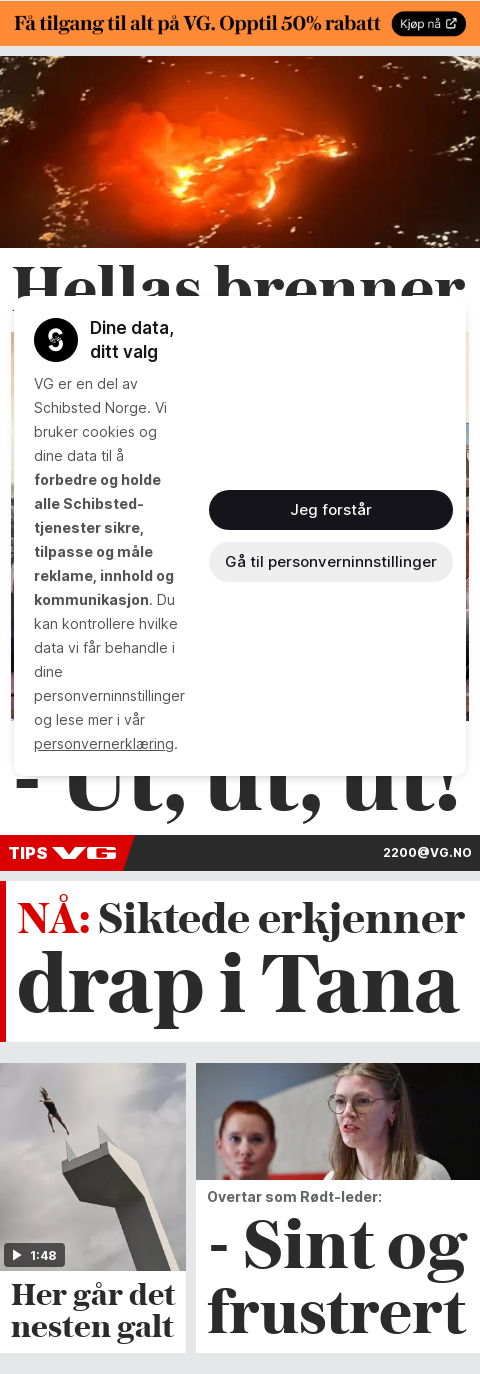 Få tilgang til alt på VG. Opptil 50% rabatt
Kjøp nå
Hellas brenner
Dine data,
ditt valg
VG er en del av
Schibsted Norge. Vi
bruker cookies og
dine data til å
forbedre og holde
alle Schibsted-
tjenester sikre,
tilpasse og måle
reklame, innhold og
kommunikasjon. Du
kan kontrollere hvilke
data vi får behandle i
dine
personverninnstillinger
og lese mer i vår
personvernerklæring.
Jeg forstår
Gå til personverninnstillinger
- Ut, ut, ut!
TIPS VG
2200@VG.NO
NÅ: Siktede erkjenner
drap i Tana
1:48
Her går det
nesten galt
Overtar som Rødt-leder:
- Sint og
frustrert